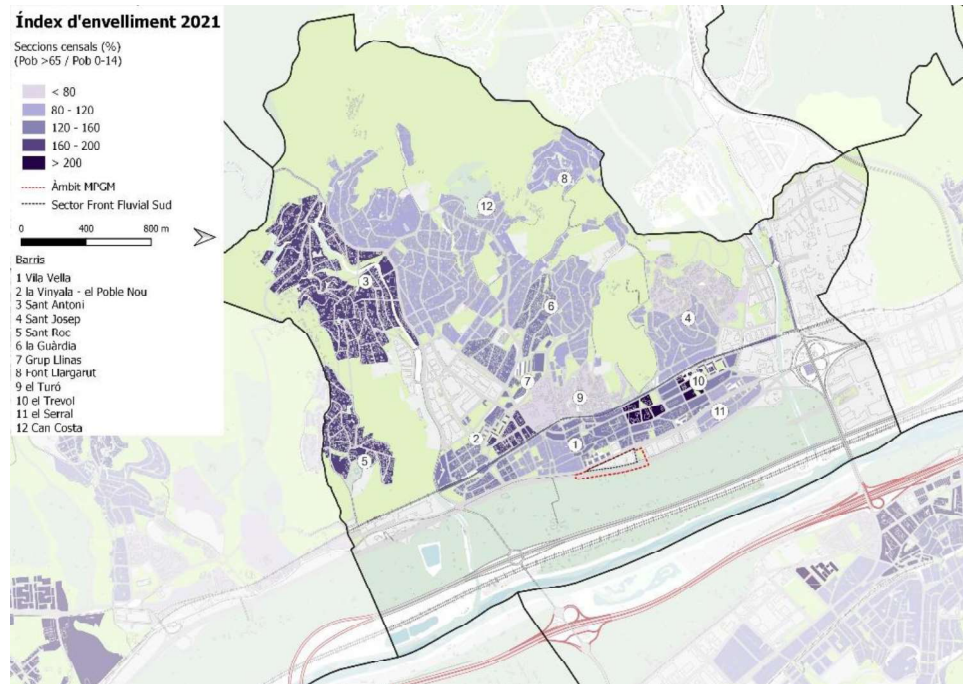 Índex d'envelliment 2021
Seccions censals (%)
(Pob >65 / Pob 0-14)
< 80
80 - 120
120 - 160
160 - 200
> 200
Àmbit MPGM
Sector Front Fluvial Sud
0 400 800 m
Barris
1 Vila Vella
2 la Vinyala - el Poble Nou
3 Sant Antoni
4 Sant Josep
5 Sant Roc
6 la Guàrdia
7 Grup Llinas
8 Font Llargarut
9 el Turó
10 el Trevol
11 el Serral
12 Can Costa
8
12
3
6
4
7
10
9
11
2
1
5